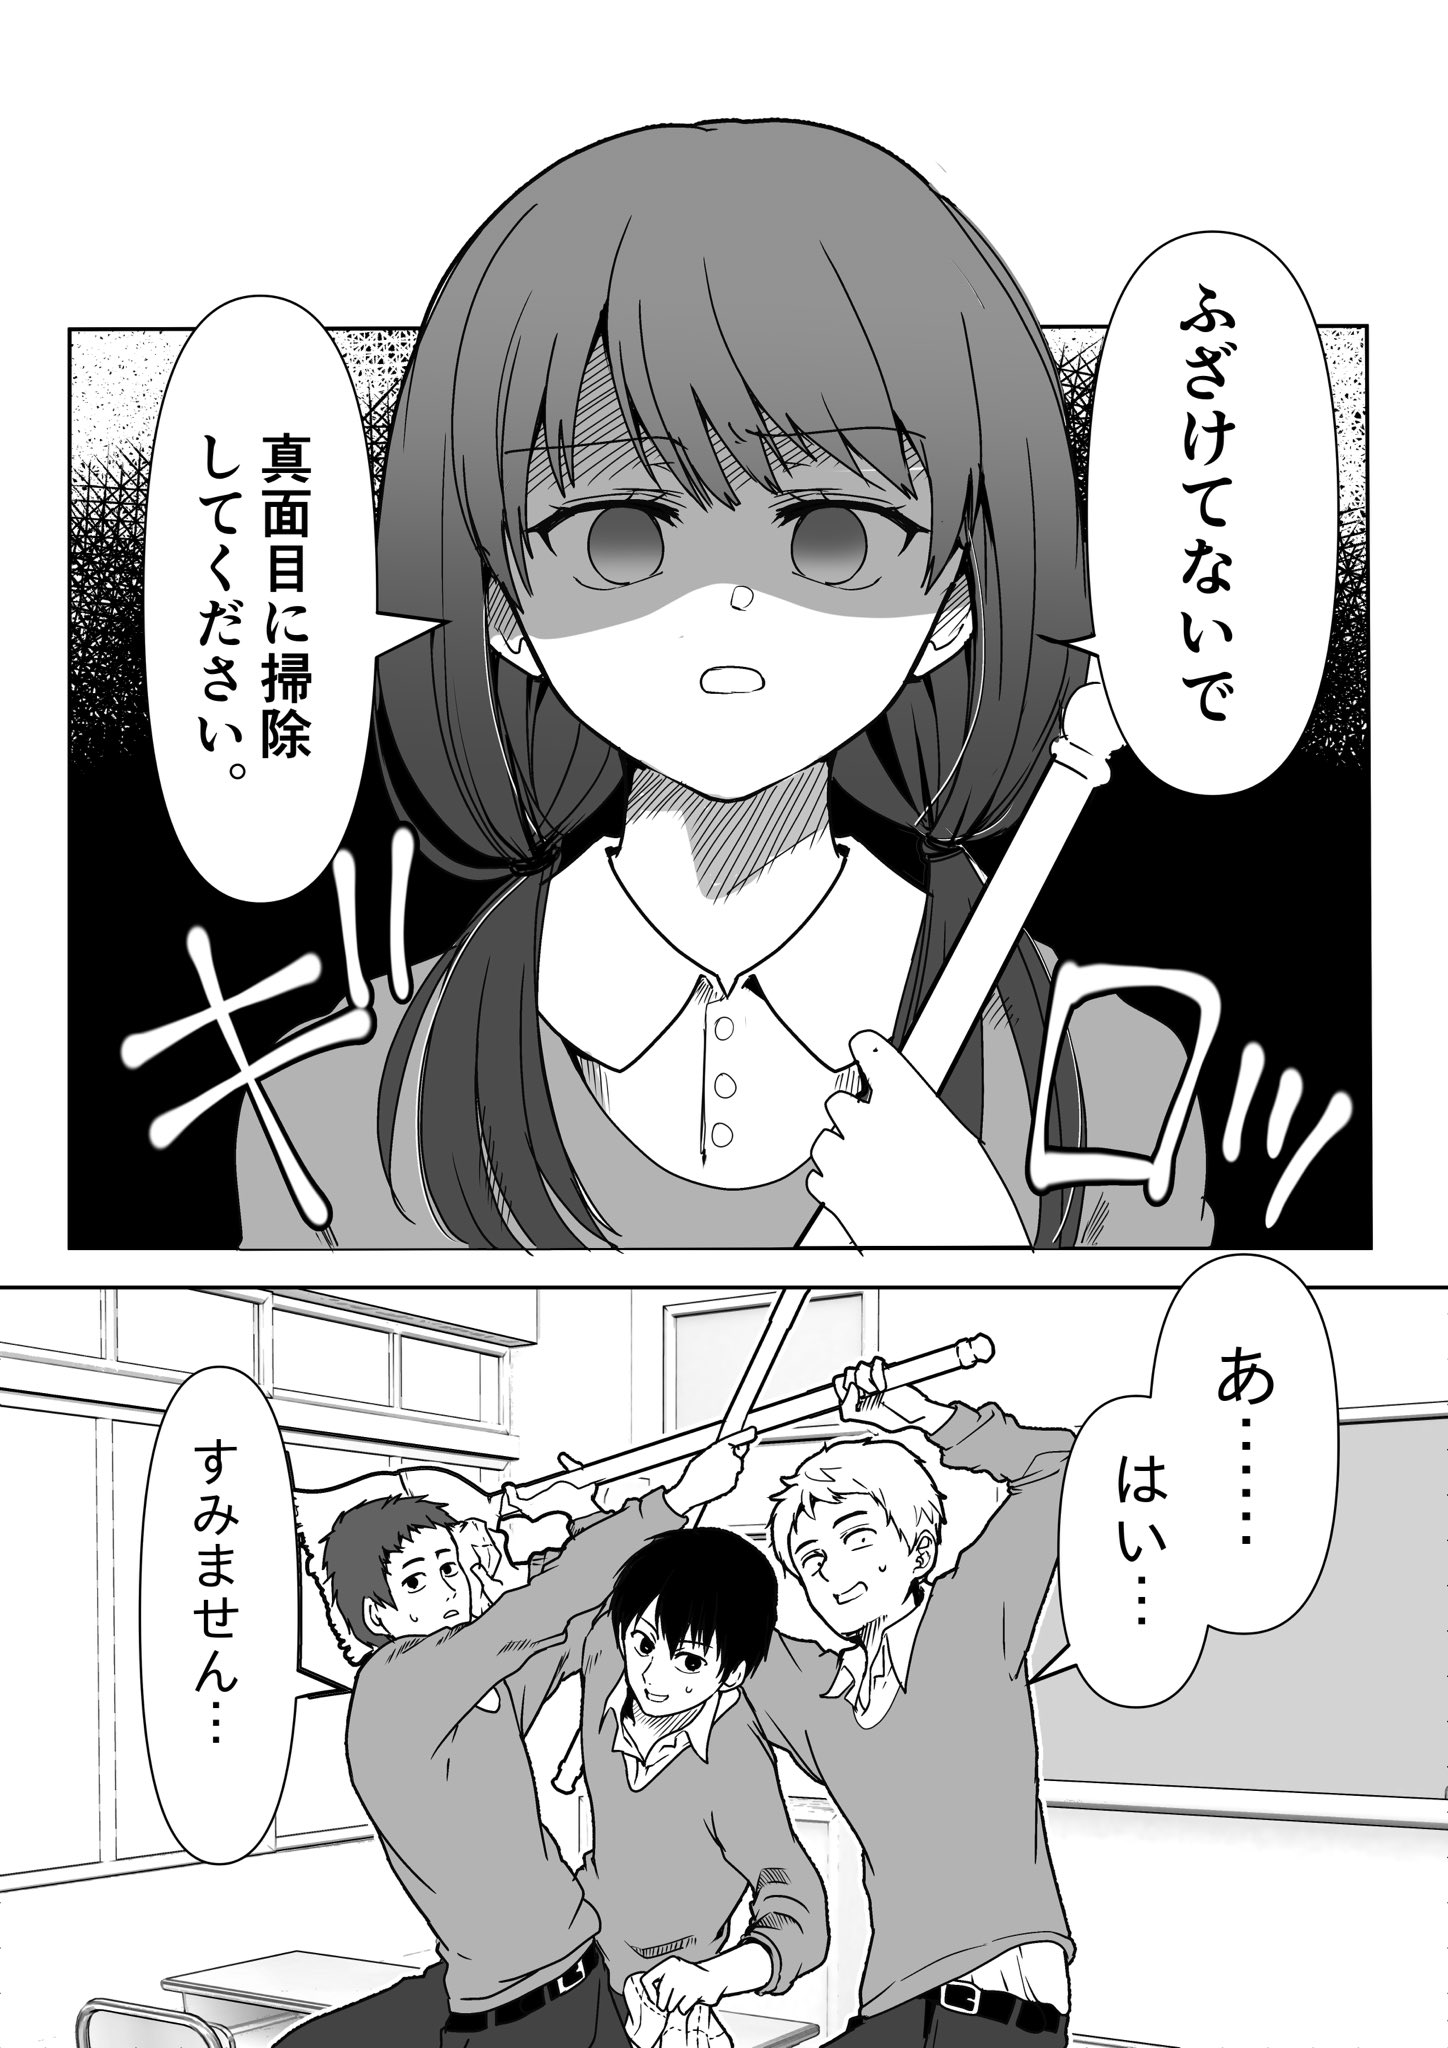 ふざけてないで
真面目に掃除
してください。
ギロッ
あ……
はい…
すみません…